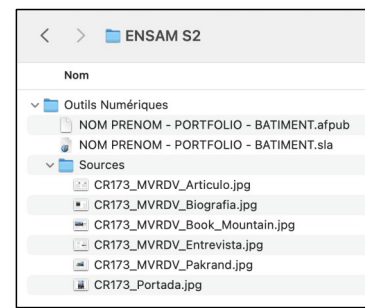 ENSAM S2
Nom
Outils Numériques
NOM PRENOM - PORTFOLIO - BATIMENT.afpub
NOM PRENOM - PORTFOLIO - BATIMENT.sla
Sources
CR173_MVRDV_Articulo.jpg
CR173_MVRDV_Biografia.jpg
CR173_MVRDV_Book_Mountain.jpg
CR173_MVRDV_Entrevista.jpg
CR173_MVRDV_Pakrand.jpg
CR173_Portada.jpg